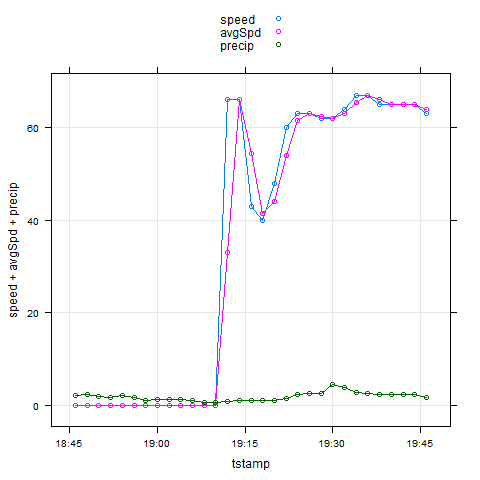 speed
avgSpd
precip
speed + avgSpd + precip
60
40
20
0
18:45 19:00 19:15 19:30 19:45
tstamp